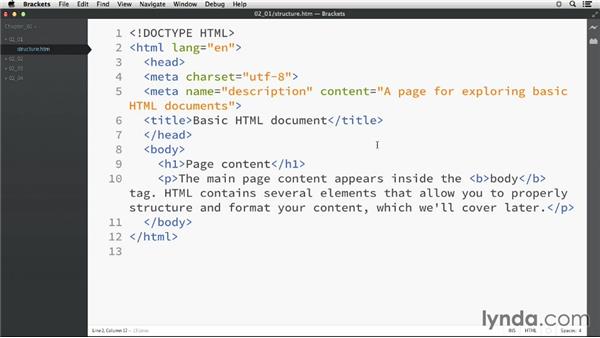 Brackets File Edit Find View Navigate Debug Help
02_01/structure.htm — Brackets
Chapter_02
02_01
structure.htm
02_02
02_03
02_04
1 <!DOCTYPE HTML>
2 <html lang="en">
3 <head>
4 <meta charset="utf-8">
5 <meta name="description" content="A page for exploring basic
HTML documents">
6 <title>Basic HTML document</title>
7 </head>
8 <body>
9 <h1>Page content</h1>
10 <p>The main page content appears inside the <b>body</b>
tag. HTML contains several elements that allow you to properly
structure and format your content, which we'll cover later.</p>
11 </body>
12 </html>
13
Line 2, Column 17 — 13 Lines
INS HTML Spaces: 4
lynda.com